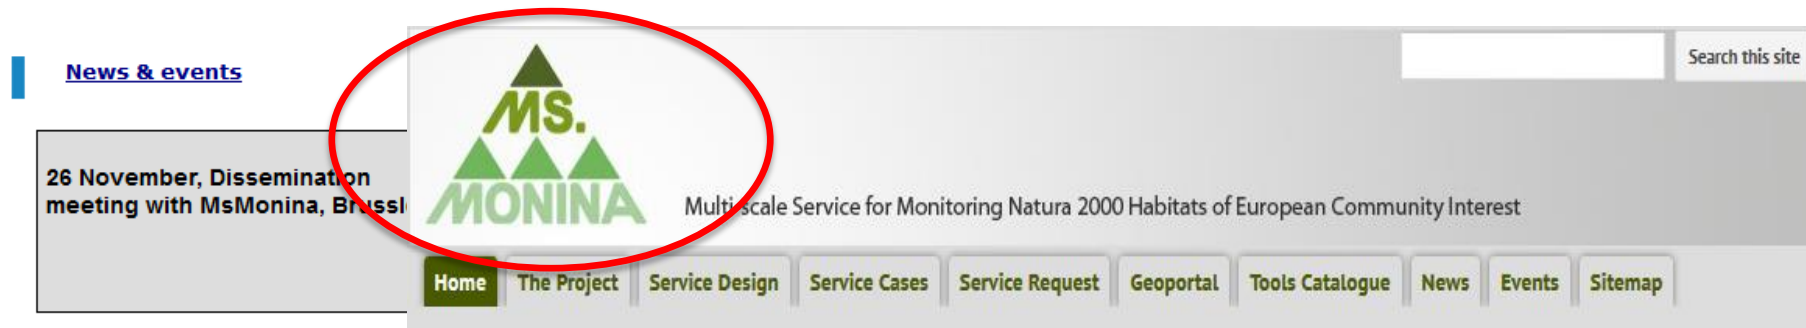 News & events
26 November, Dissemination
meeting with MsMonina, Brussl
Search this site
MS.
MONINA
Multi-scale Service for Monitoring Natura 2000 Habitats of European Community Interest
Home The Project Service Design Service Cases Service Request Geoportal Tools Catalogue News Events Sitemap